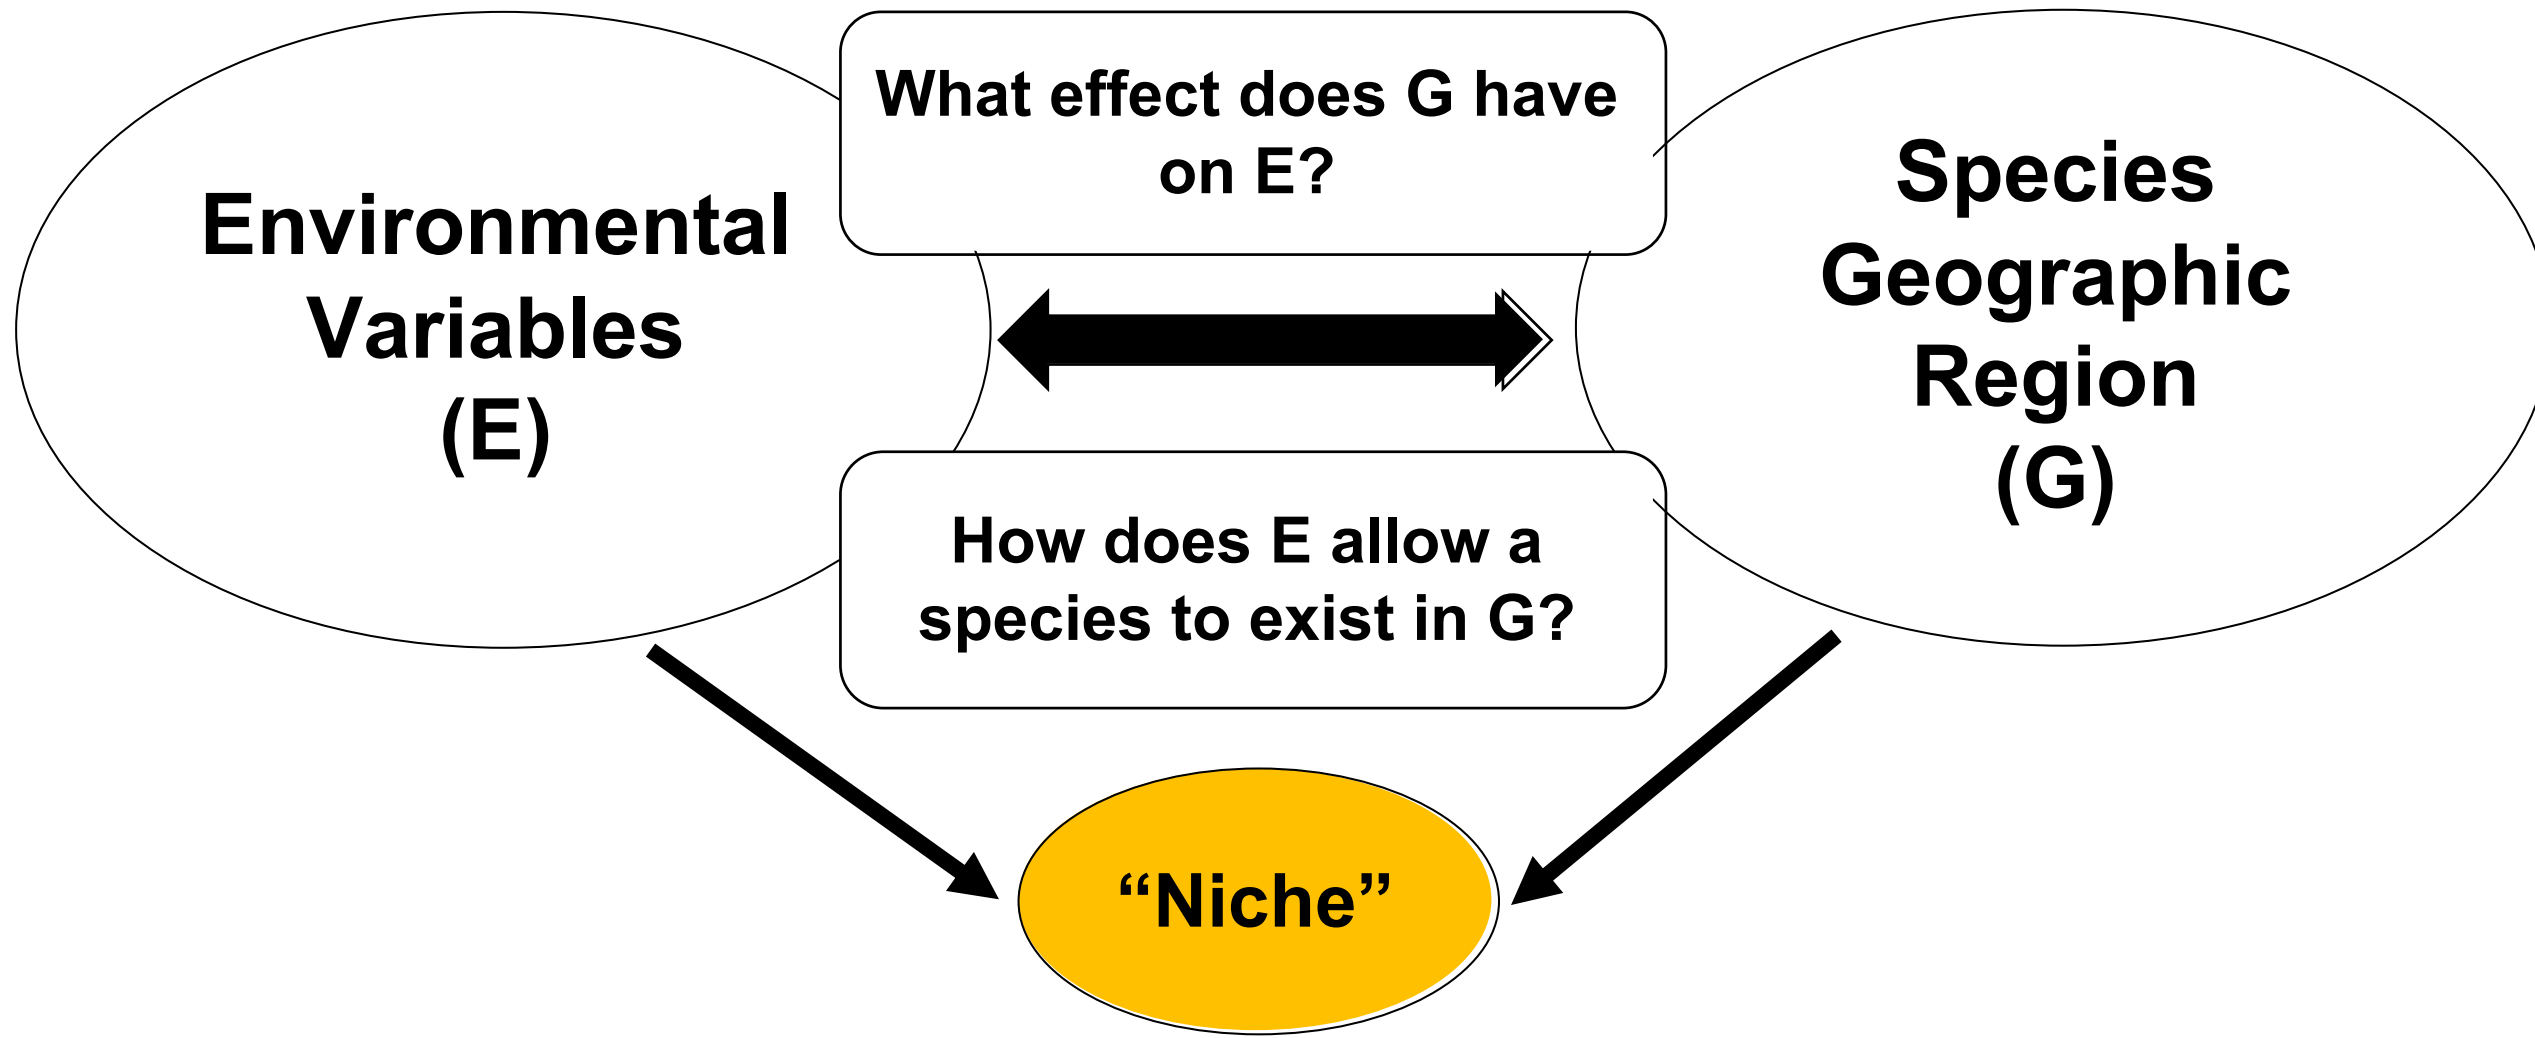 Environmental
Variables
(E)
What effect does G have
on E?
How does E allow a
species to exist in G?
Species
Geographic
Region
(G)
“Niche”